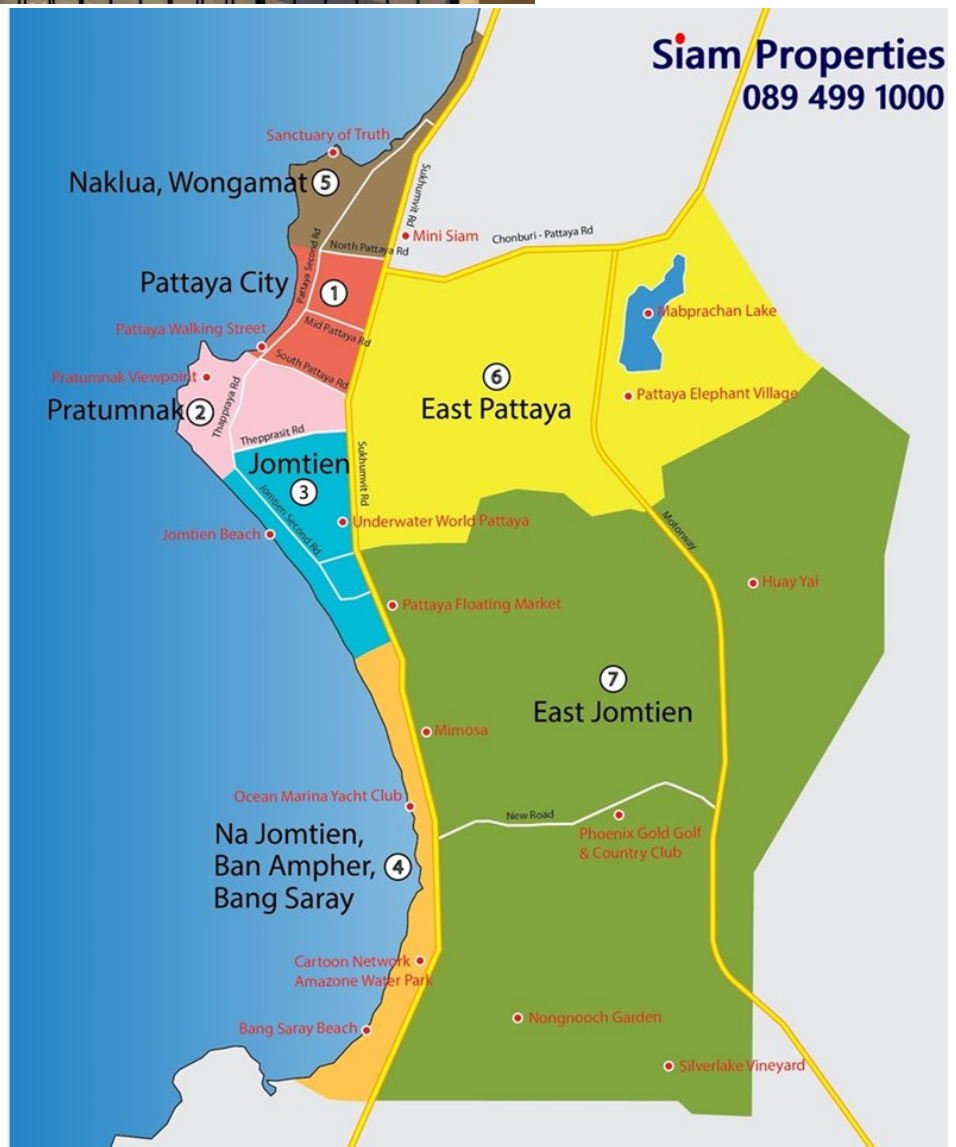 Siam Properties
089 499 1000
Sanctuary of Truth
Naklua, Wongamat 5
Sukhumvit Rd
Mini Siam
Chonburi - Pattaya Rd
North Pattaya Rd
Pattaya Second Rd
Pattaya City
1
Mabprachan Lake
Mid Pattaya Rd
Pattaya Walking Street
South Pattaya Rd
Pratumnak Viewpoint
6
East Pattaya
Pattaya Elephant Village
Pratumnak 2
Thappraya Rd
Thepprasit Rd
Jomtien
3
Sukhumvit Rd
Jomtien Second Rd
Underwater World Pattaya
Jomtien Beach
Motorway
Huay Yai
Pattaya Floating Market
7
East Jomtien
Mimosa
Ocean Marina Yacht Club
New Road
Phoenix Gold Golf
& Country Club
Na Jomtien,
Ban Ampher, 4
Bang Saray
Cartoon Network
Amazone Water Park
Nongnooch Garden
Bang Saray Beach
Silverlake Vineyard